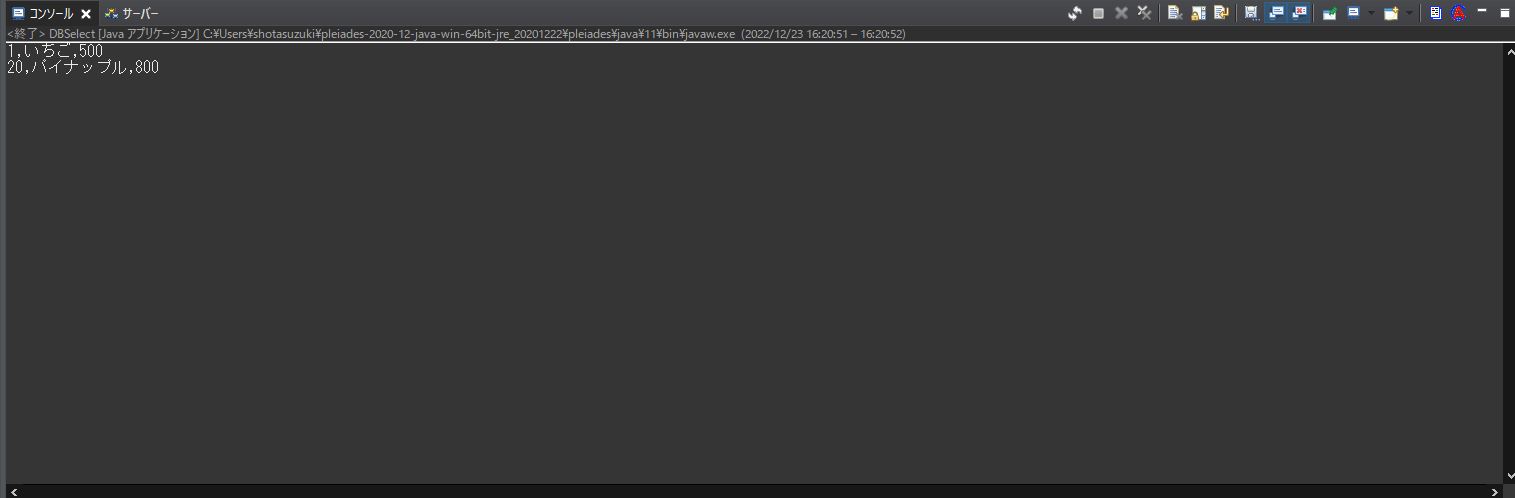 コンソール サーバー
<終了> DBSelect [Java アプリケーション] C:¥Users¥shotasuzuki¥pleiades-2020-12-java-win-64bit-jre_20201222¥pleiades¥java¥11¥bin¥javaw.exe (2022/12/23 16:20:51 – 16:20:52)
1,いちご,500
20,パイナップル,800